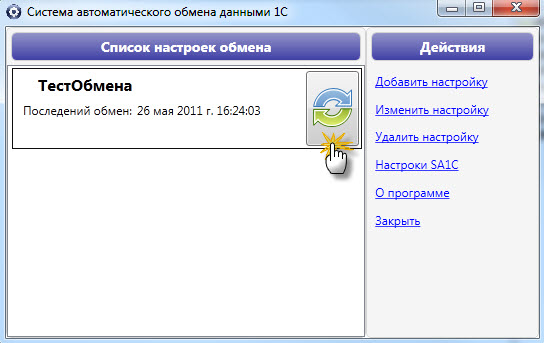 Система автоматического обмена данными 1С
Список настроек обмена
ТестОбмена
Последений обмен: 26 мая 2011 г. 16:24:03
Действия
Добавить настройку
Изменить настройку
Удалить настройку
Настроки SA1C
О программе
Закрыть